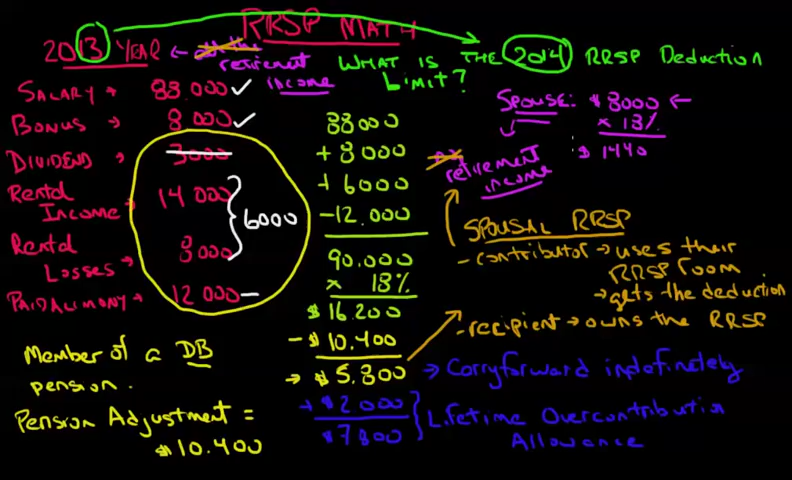 RRSP MATH
2013 YEAR ←
retirement
income
WHAT IS THE 2014 RRSP Deduction
Limit?
SALARY → 88.000 ✓
BONUS → 8000 ✓
DIVIDEND → 3000
Rental
Income → 14 000
6000
Rental
Losses → 8000
PAID ALIMONY → 12 000 –
Member of a DB
pension.
Pension Adjustment =
$10.400
88000
+ 8000
+ 6000
- 12.000
90.000
x 18%
$ 16.200
- $ 10.400
→ $ 5.800 → Carryforward indefinitely
+ $2000 } Lifetime Overcontribution
$7800 Allowance
Spouse: $8000 ←
x 18%
$ 1440
retirement
income
SPOUSAL RRSP
- contributor → uses their
RRSP room
→ gets the deduction
- recipient → owns the RRSP